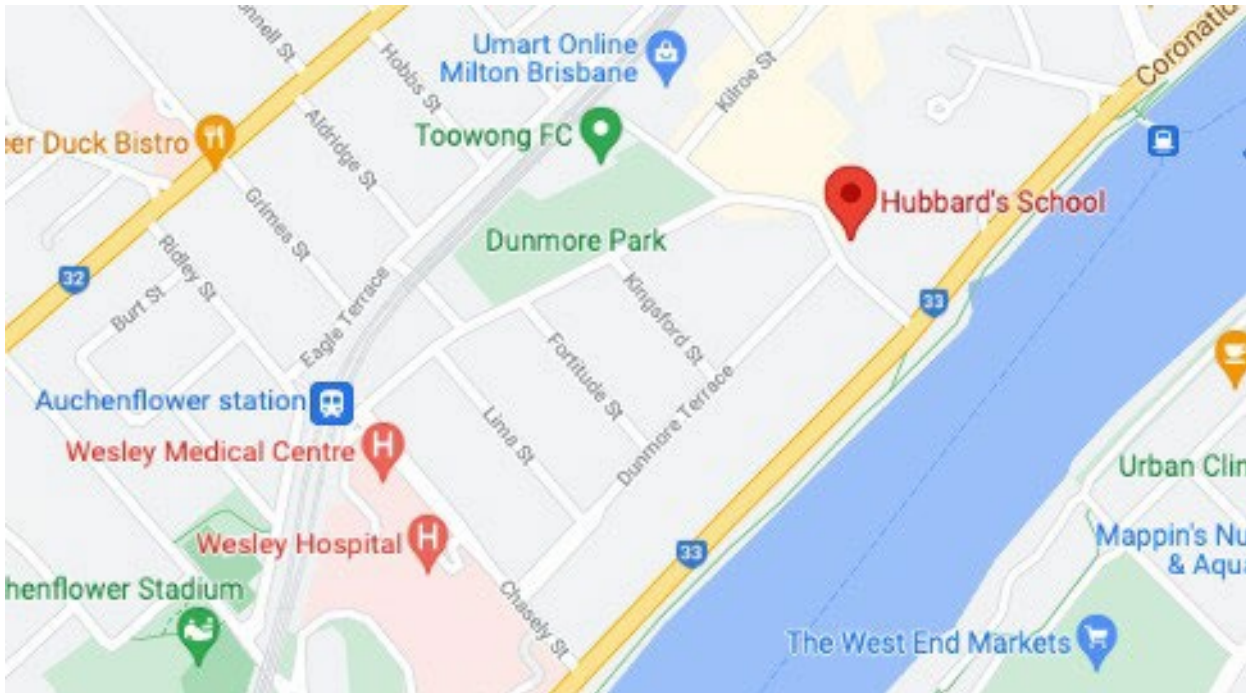 Coronatio
Umart Online
Milton Brisbane
Hobbs St
Kilroe St
Toowong FC
er Duck Bistro
Aldridge St
Hubbard's School
Grimes St
Dunmore Park
Ridley St
32
33
Kingsford St
Burt St
Eagle Terrace
Fortitude St
Auchenflower station
Dunmore Terrace
Lima St
H
Wesley Medical Centre
Urban Clim
Wesley Hospital
H
33
Mappin's Nu
& Aqua
henflower Stadium
Chasely St
The West End Markets